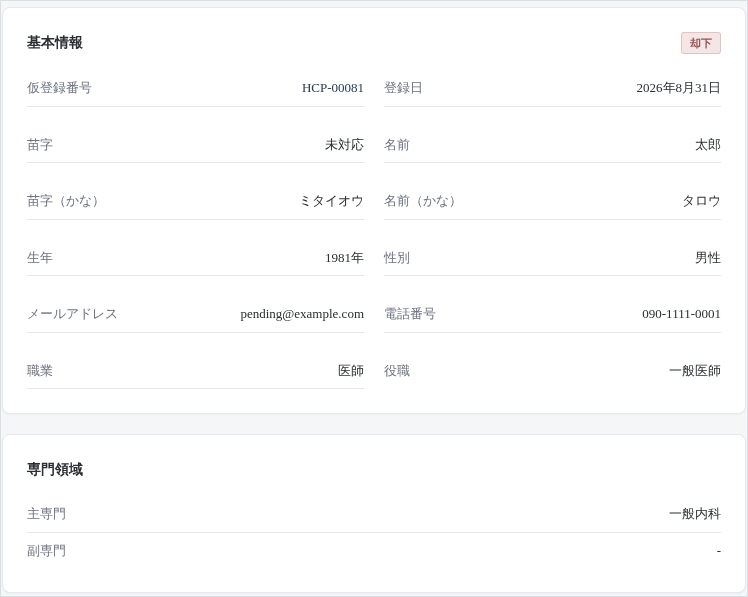 基本情報 却下
仮登録番号 HCP-00081 登録日 2026年8月31日
苗字 未対応 名前 太郎
苗字（かな） ミタイオウ 名前（かな） タロウ
生年 1981年 性別 男性
メールアドレス pending@example.com 電話番号 090-1111-0001
職業 医師 役職 一般医師
専門領域
主専門 一般内科
副専門 -